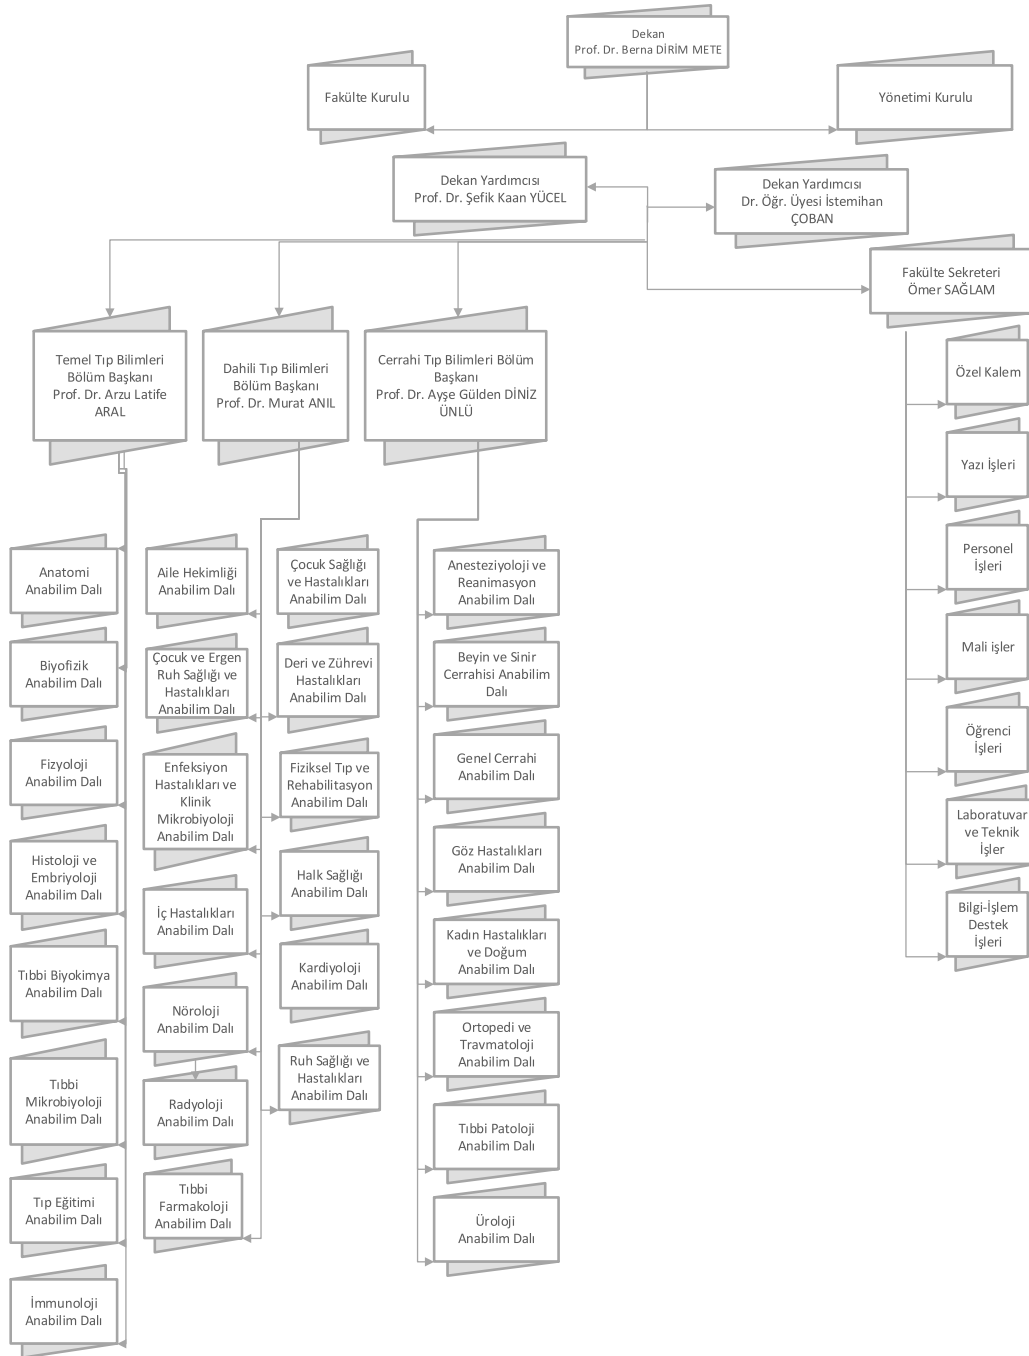 Dekan
Prof. Dr. Berna DİRİM METE
Fakülte Kurulu
Yönetimi Kurulu
Dekan Yardımcısı
Prof. Dr. Şefik Kaan YÜCEL
Dekan Yardımcısı
Dr. Öğr. Üyesi İstemihan
ÇOBAN
Fakülte Sekreteri
Ömer SAĞLAM
Temel Tıp Bilimleri
Bölüm Başkanı
Prof. Dr. Arzu Latife
ARAL
Dahili Tıp Bilimleri
Bölüm Başkanı
Prof. Dr. Murat ANIL
Cerrahi Tıp Bilimleri Bölüm
Başkanı
Prof. Dr. Ayşe Gülden DİNİZ
ÜNLÜ
Anatomi
Anabilim Dalı
Biyofizik
Anabilim Dalı
Fizyoloji
Anabilim Dalı
Histoloji ve
Embriyoloji
Anabilim Dalı
Tıbbi Biyokimya
Anabilim Dalı
Tıbbi
Mikrobiyoloji
Anabilim Dalı
Tıp Eğitimi
Anabilim Dalı
İmmunoloji
Anabilim Dalı
Aile Hekimliği
Anabilim Dalı
Çocuk ve Ergen
Ruh Sağlığı ve
Hastalıkları
Anabilim Dalı
Enfeksiyon
Hastalıkları ve
Klinik
Mikrobiyoloji
Anabilim Dalı
İç Hastalıkları
Anabilim Dalı
Nöroloji
Anabilim Dalı
Radyoloji
Anabilim Dalı
Tıbbi
Farmakoloji
Anabilim Dalı
Çocuk Sağlığı
ve Hastalıkları
Anabilim Dalı
Deri ve Zührevi
Hastalıkları
Anabilim Dalı
Fiziksel Tıp ve
Rehabilitasyon
Anabilim Dalı
Halk Sağlığı
Anabilim Dalı
Kardiyoloji
Anabilim Dalı
Ruh Sağlığı ve
Hastalıkları
Anabilim Dalı
Anesteziyoloji ve
Reanimasyon
Anabilim Dalı
Beyin ve Sinir
Cerrahisi Anabilim
Dalı
Genel Cerrahi
Anabilim Dalı
Göz Hastalıkları
Anabilim Dalı
Kadın Hastalıkları
ve Doğum
Anabilim Dalı
Ortopedi ve
Travmatoloji
Anabilim Dalı
Tıbbi Patoloji
Anabilim Dalı
Üroloji
Anabilim Dalı
Özel Kalem
Yazı İşleri
Personel
İşleri
Mali işler
Öğrenci
İşleri
Laboratuvar
ve Teknik
İşler
Bilgi-İşlem
Destek
İşleri